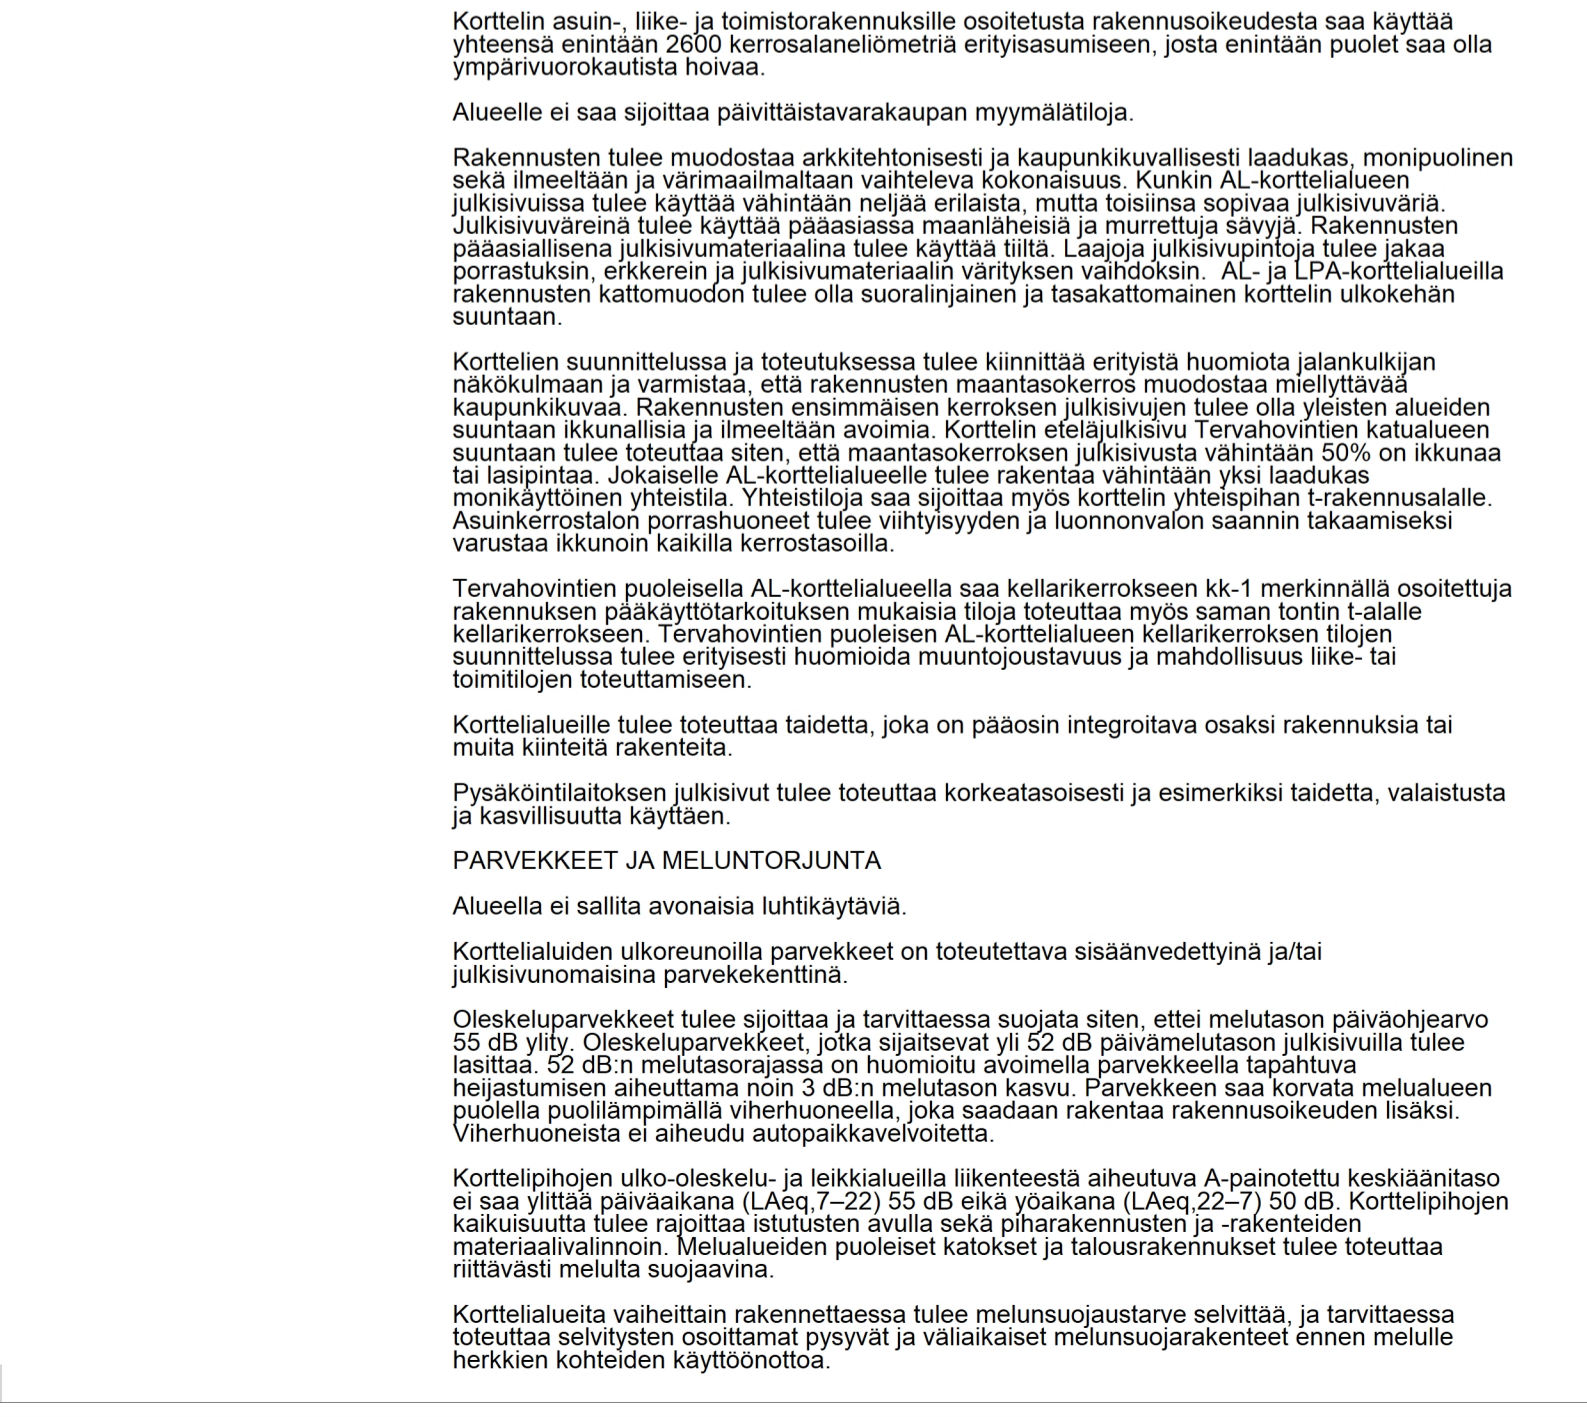 Korttelin asuin-, liike- ja toimistorakennuksille osoitetusta rakennusoikeudesta saa käyttää
yhteensä enintään 2600 kerrosalaneliömetriä erityisasumiseen, josta enintään puolet saa olla
ympärivuorokautista hoivaa.
Alueelle ei saa sijoittaa päivittäistavarakaupan myymälätiloja.
Rakennusten tulee muodostaa arkkitehtonisesti ja kaupunkikuvallisesti laadukas, monipuolinen
sekä ilmeeltään ja värimaailmaltaan vaihteleva kokonaisuus. Kunkin AL-korttelialueen
julkisivuissa tulee käyttää vähintään neljää erilaista, mutta toisiinsa sopivaa julkisivuväriä.
Julkisivuväreinä tulee käyttää pääasiassa maanläheisiä ja murrettuja sävyjä. Rakennusten
pääasiallisena julkisivumateriaalina tulee käyttää tiiltä. Laajoja julkisivupintoja tulee jakaa
porrastuksin, erkkerein ja julkisivumateriaalin värityksen vaihdoksin.  AL- ja LPA-korttelialueilla
rakennusten kattomuodon tulee olla suoralinjainen ja tasakattomainen korttelin ulkokehän
suuntaan.
Korttelien suunnittelussa ja toteutuksessa tulee kiinnittää erityistä huomiota jalankulkijan
näkökulmaan ja varmistaa, että rakennusten maantasokerros muodostaa miellyttävää
kaupunkikuvaa. Rakennusten ensimmäisen kerroksen julkisivujen tulee olla yleisten alueiden
suuntaan ikkunallisia ja ilmeeltään avoimia. Korttelin eteläjulkisivu Tervahovintien katualueen
suuntaan tulee toteuttaa siten, että maantasokerroksen julkisivusta vähintään 50% on ikkunaa
tai lasipintaa. Jokaiselle AL-korttelialueelle tulee rakentaa vähintään yksi laadukas
monikäyttöinen yhteistila. Yhteistiloja saa sijoittaa myös korttelin yhteispihan t-rakennusalalle.
Asuinkerrostalon porrashuoneet tulee viihtyisyyden ja luonnonvalon saannin takaamiseksi
varustaa ikkunoin kaikilla kerrostasoilla.
Tervahovintien puoleisella AL-korttelialueella saa kellarikerrokseen kk-1 merkinnällä osoitettuja
rakennuksen pääkäyttötarkoituksen mukaisia tiloja toteuttaa myös saman tontin t-alalle
kellarikerrokseen. Tervahovintien puoleisen AL-korttelialueen kellarikerroksen tilojen
suunnittelussa tulee erityisesti huomioida muuntojoustavuus ja mahdollisuus liike- tai
toimitilojen toteuttamiseen.
Korttelialueille tulee toteuttaa taidetta, joka on pääosin integroitava osaksi rakennuksia tai
muita kiinteitä rakenteita.
Pysäköintilaitoksen julkisivut tulee toteuttaa korkeatasoisesti ja esimerkiksi taidetta, valaistusta
ja kasvillisuutta käyttäen.
PARVEKKEET JA MELUNTORJUNTA
Alueella ei sallita avonaisia luhtikäytäviä.
Korttelialuiden ulkoreunoilla parvekkeet on toteutettava sisäänvedettyinä ja/tai
julkisivunomaisina parvekekenttinä.
Oleskeluparvekkeet tulee sijoittaa ja tarvittaessa suojata siten, ettei melutason päiväohjearvo
55 dB ylity. Oleskeluparvekkeet, jotka sijaitsevat yli 52 dB päivämelutason julkisivuilla tulee
lasittaa. 52 dB:n melutasorajassa on huomioitu avoimella parvekkeella tapahtuva
heijastumisen aiheuttama noin 3 dB:n melutason kasvu. Parvekkeen saa korvata melualueen
puolella puolilämpimällä viherhuoneella, joka saadaan rakentaa rakennusoikeuden lisäksi.
Viherhuoneista ei aiheudu autopaikkavelvoitetta.
Korttelipihojen ulko-oleskelu- ja leikkialueilla liikenteestä aiheutuva A-painotettu keskiäänitaso
ei saa ylittää päiväaikana (LAeq,7–22) 55 dB eikä yöaikana (LAeq,22–7) 50 dB. Korttelipihojen
kaikuisuutta tulee rajoittaa istutusten avulla sekä piharakennusten ja -rakenteiden
materiaalivalinnoin. Melualueiden puoleiset katokset ja talousrakennukset tulee toteuttaa
riittävästi melulta suojaavina.
Korttelialueita vaiheittain rakennettaessa tulee melunsuojaustarve selvittää, ja tarvittaessa
toteuttaa selvitysten osoittamat pysyvät ja väliaikaiset melunsuojarakenteet ennen melulle
herkkien kohteiden käyttöönottoa.